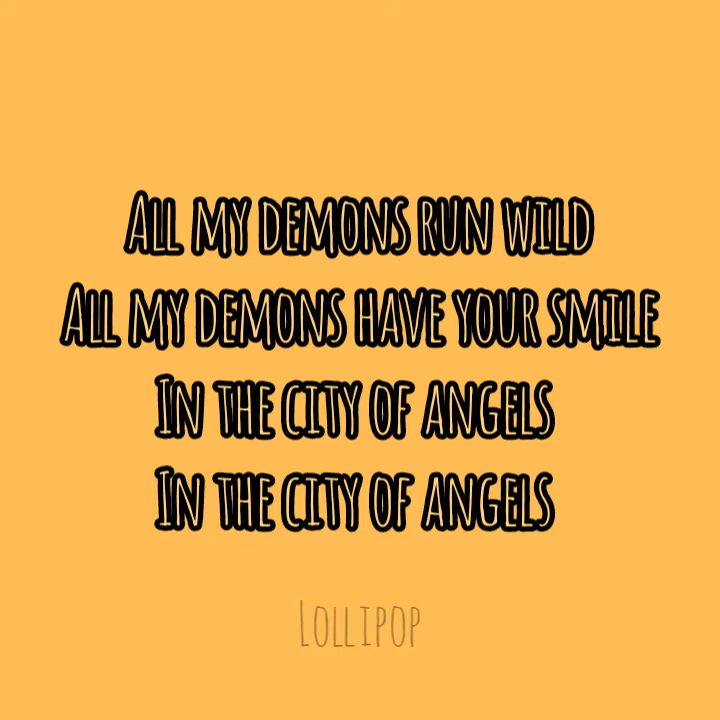 All my demons run wild
All my demons have your smile
In the city of angels
In the city of angels
Lollipop